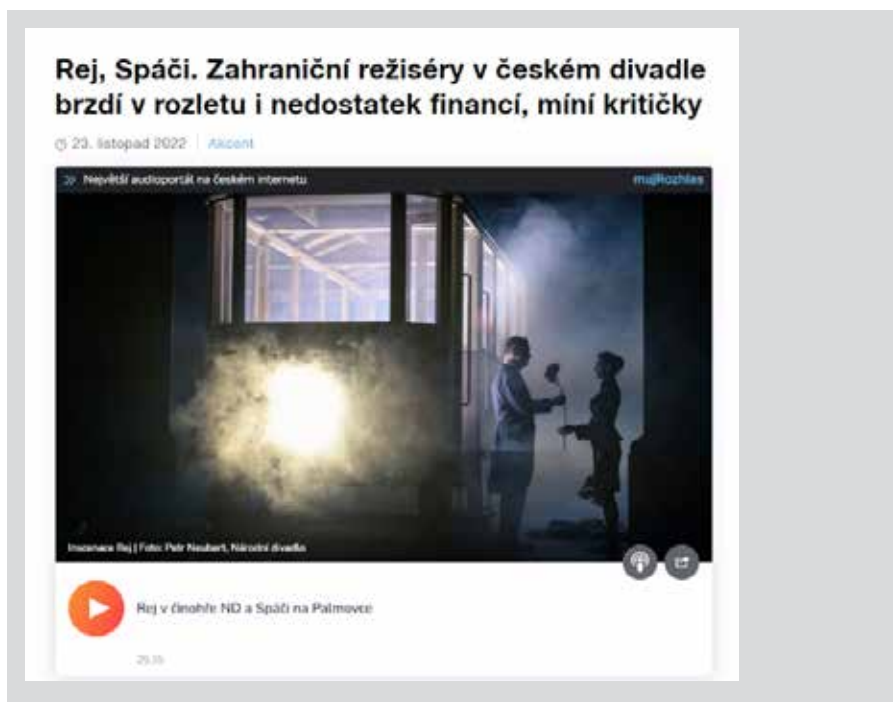 Rej, Spáči. Zahraniční režiséry v českém divadle
brzdí v rozletu i nedostatek financí, míní kritičky
23. listopad 2022 | Akcent
Největší audioportál na českém internetu
mujRozhlas
Inscenace Rej | Foto: Petr Neubert, Národní divadlo
Rej v činohře ND a Spáči na Palmovce